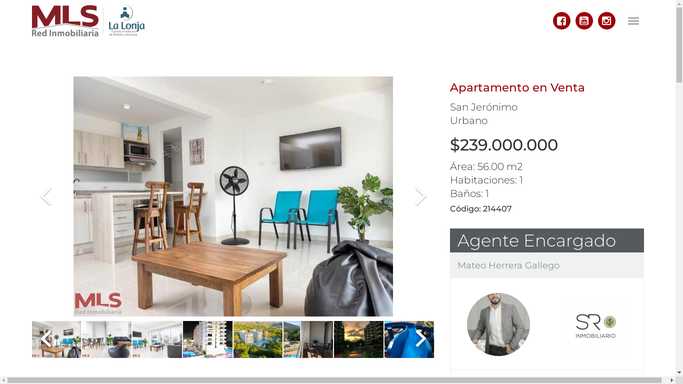 MLS
Red Inmobiliaria
La Lonja
Apartamento en Venta
San Jerónimo
Urbano
$239.000.000
Área: 56.00 m2
Habitaciones: 1
Baños: 1
Código: 214407
MLS
Red Inmobiliaria
Agente Encargado
Mateo Herrera Gallego
SR
INMOBILIARIO